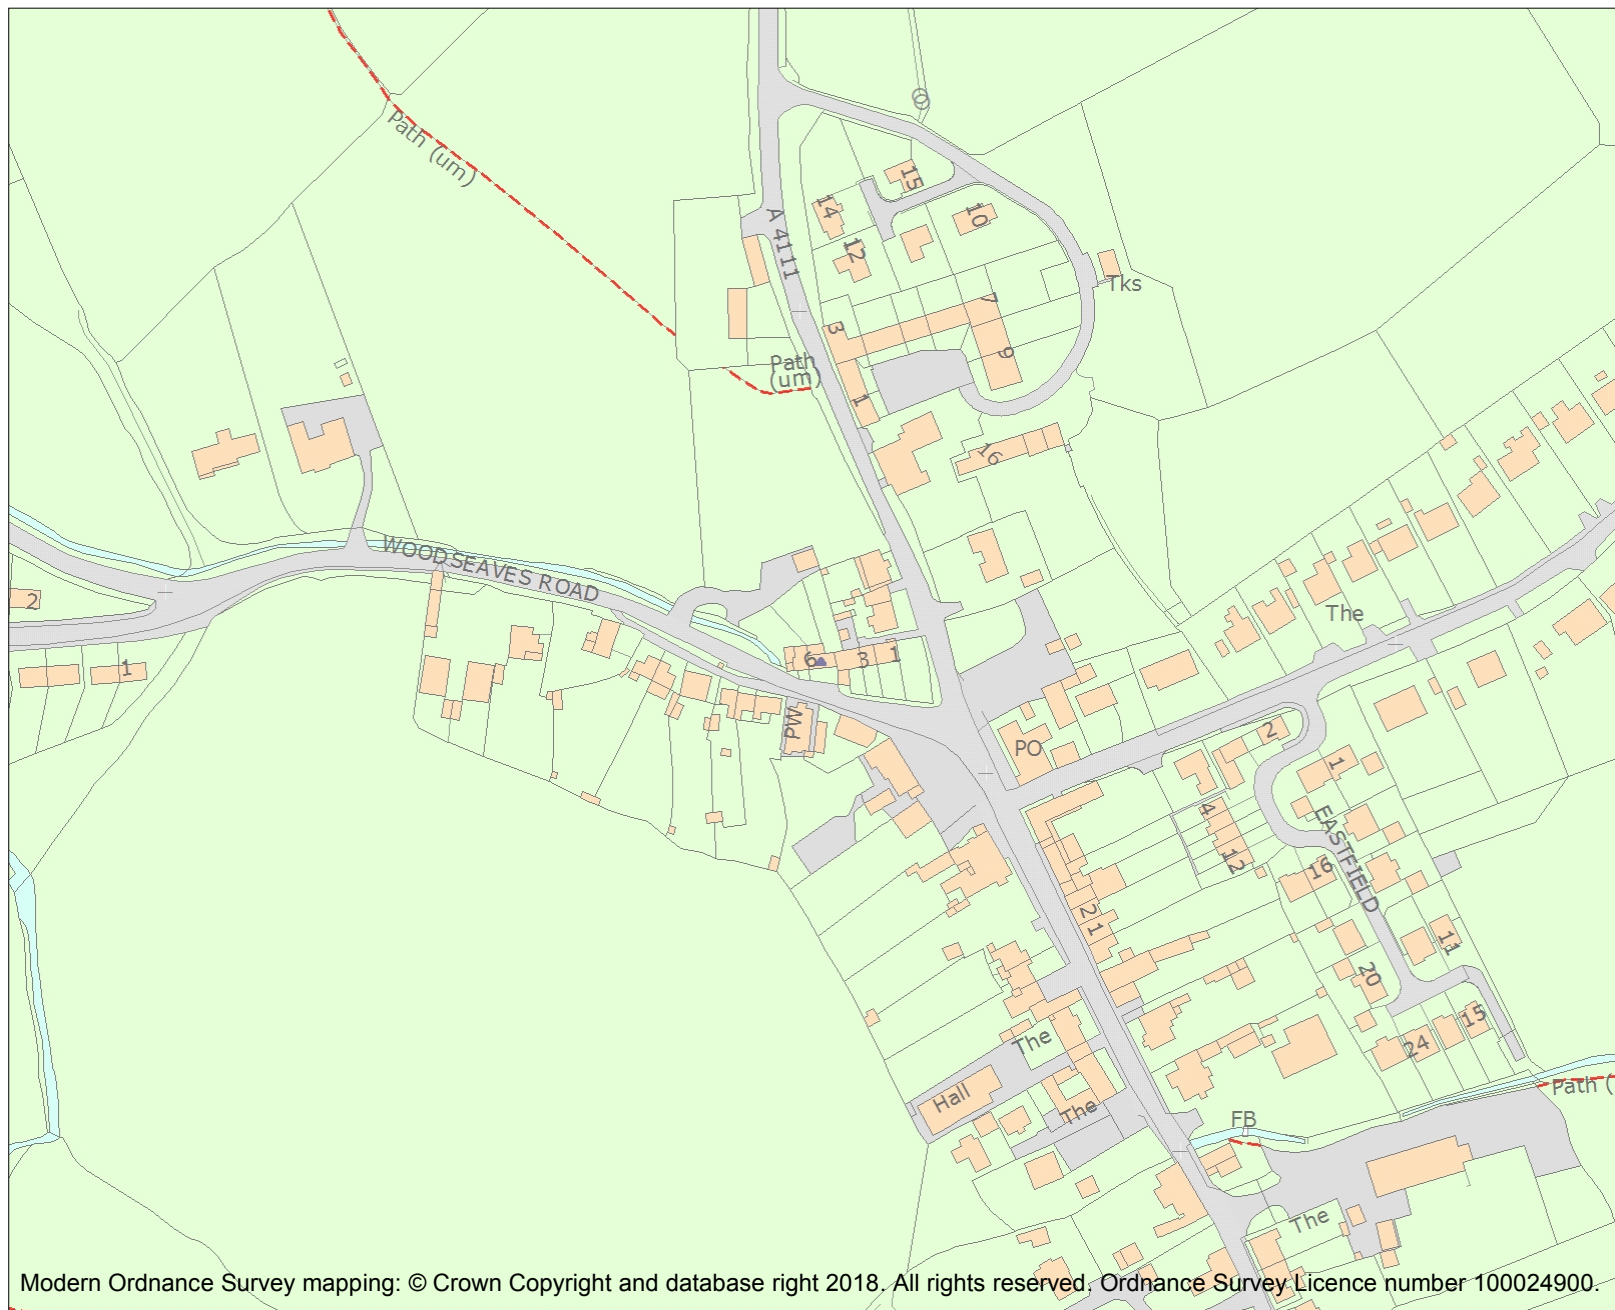 Path (um)
15
14
10
A 4111
12
Tks
7
3
9
Path
(um)
1
16
WOODSEAVES ROAD
2
The
6
3
1
1
PW
PO
2
1
4
EASTFIELD
12
16
21
11
20
15
24
The
Hall
The
Path (
FB
The
Modern Ordnance Survey mapping: © Crown Copyright and database right 2018. All rights reserved. Ordnance Survey Licence number 100024900.